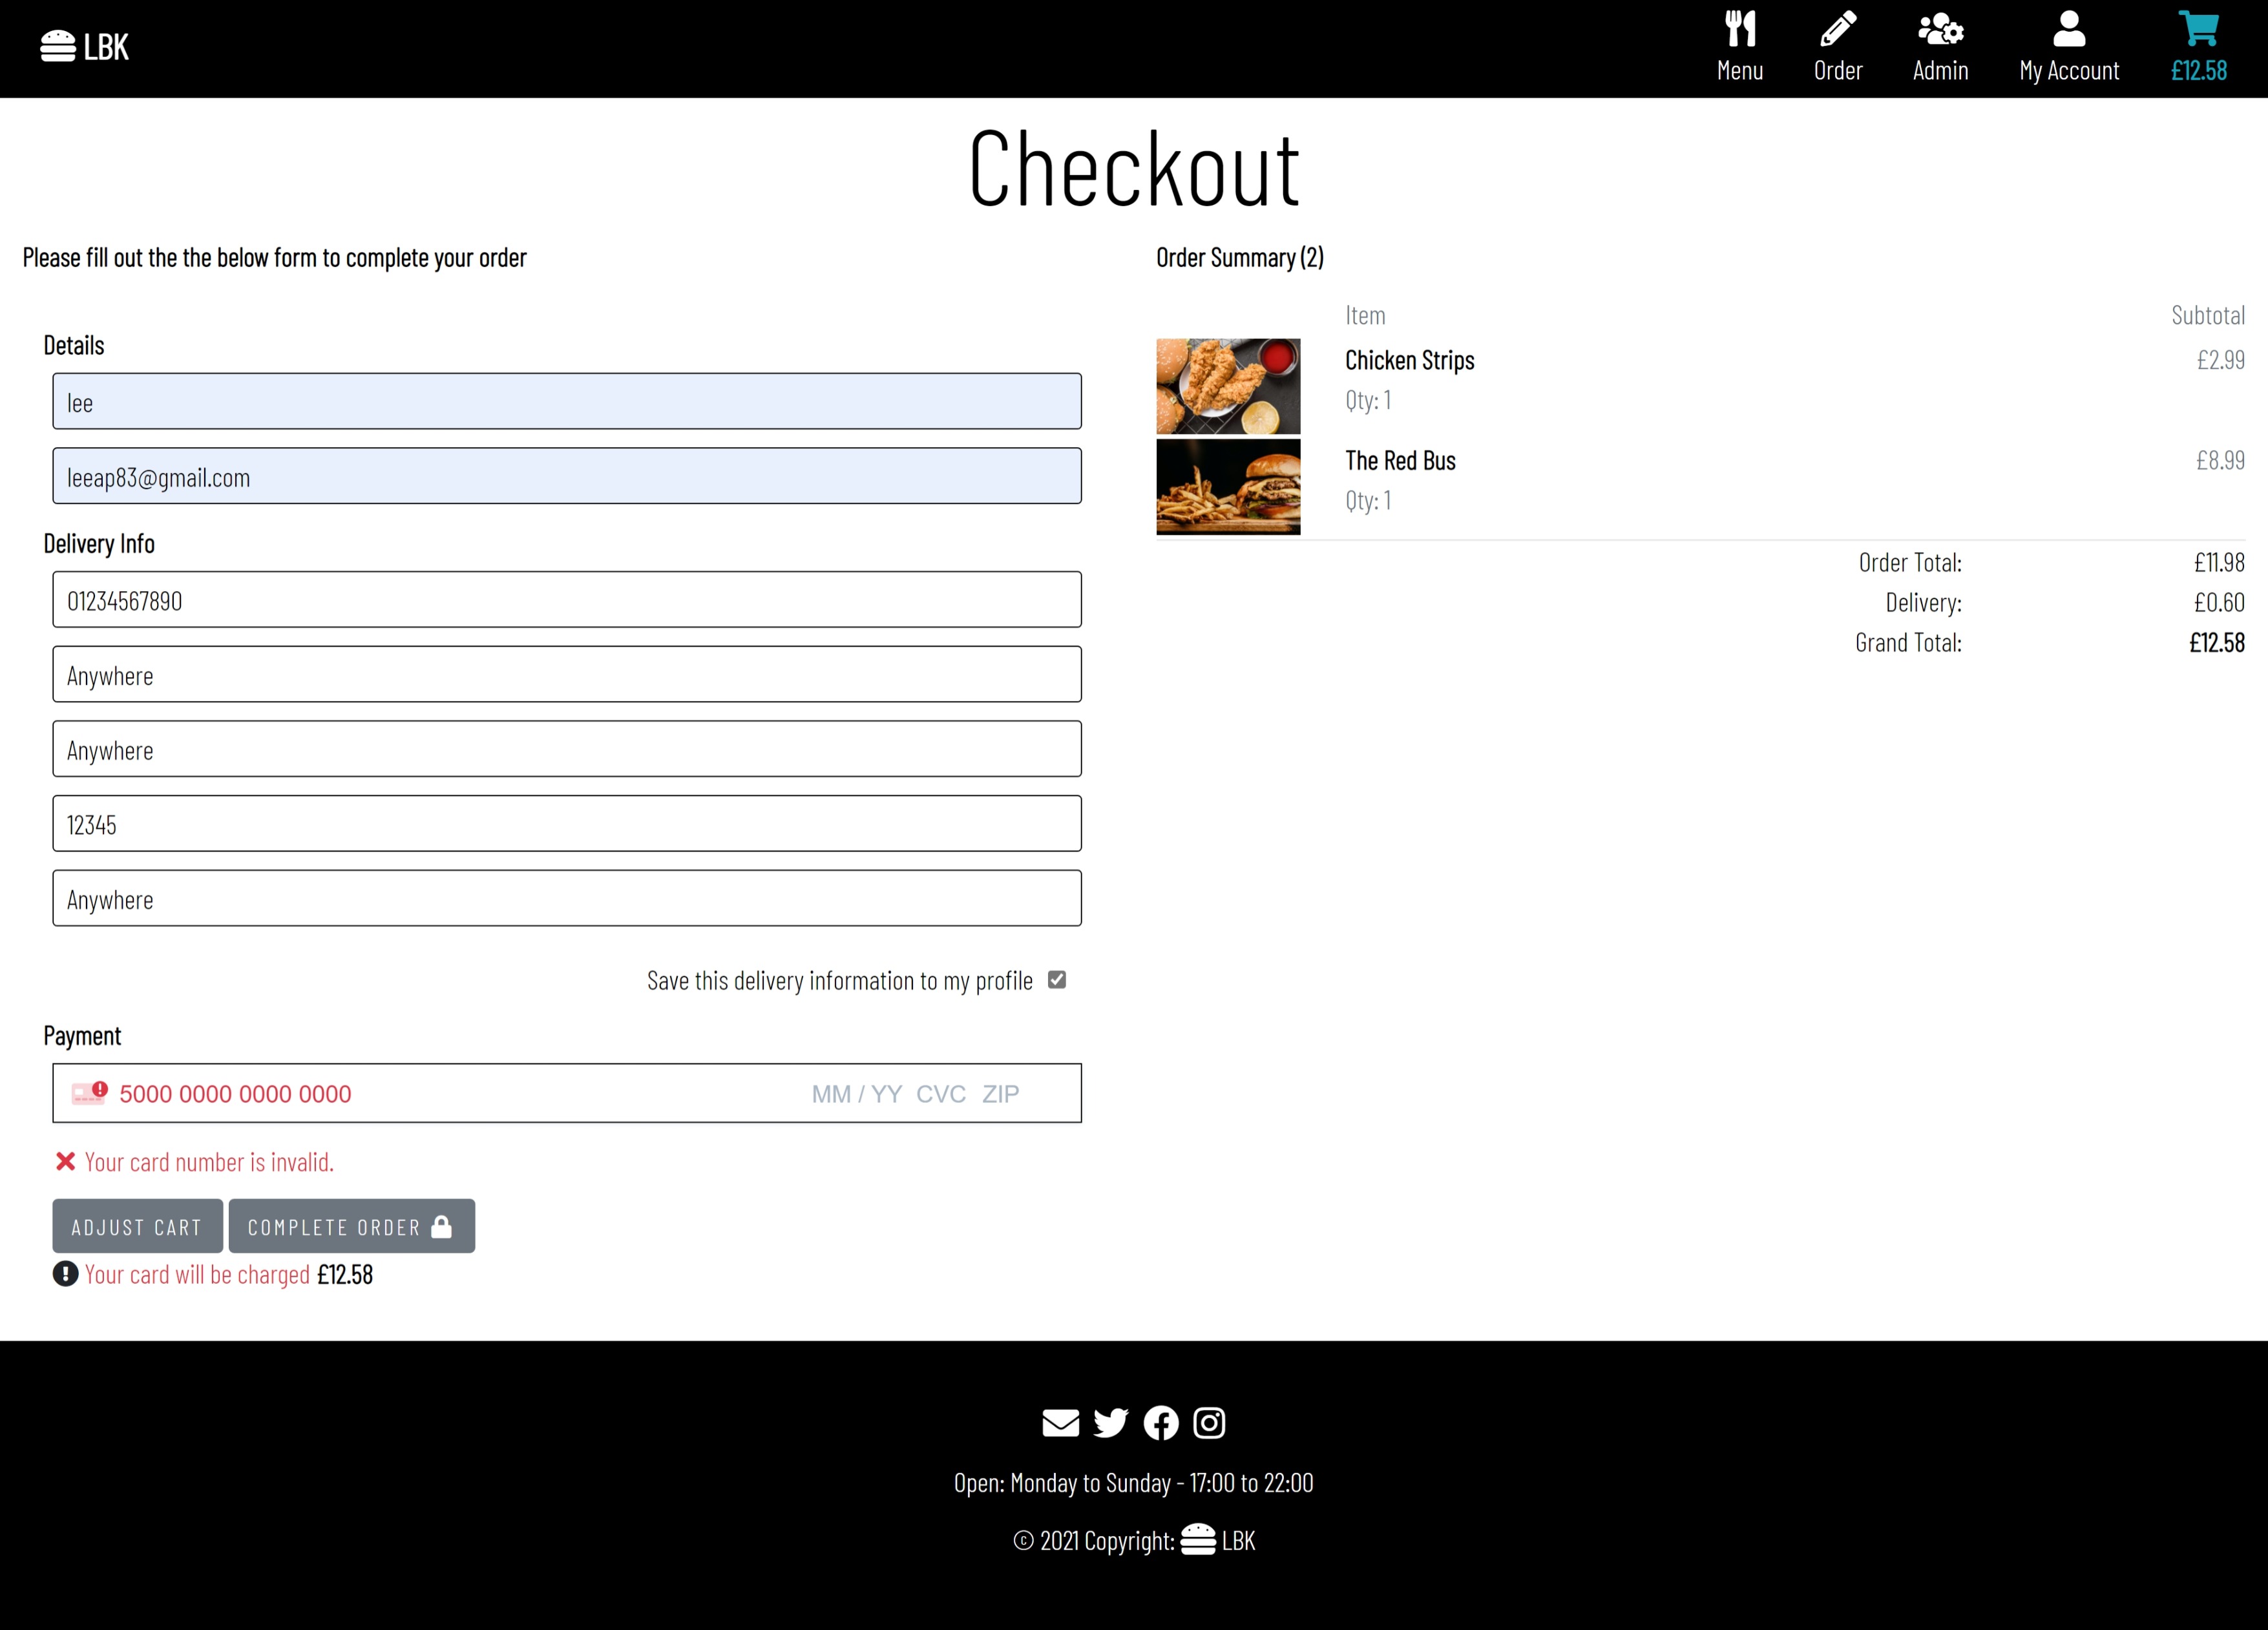 LBK
Menu
Order
Admin
My Account
£12.58
Checkout
Please fill out the the below form to complete your order
Details
lee
leeap83@gmail.com
Delivery Info
01234567890
Anywhere
Anywhere
12345
Anywhere
Save this delivery information to my profile
Payment
5000 0000 0000 0000 MM / YY CVC ZIP
Your card number is invalid.
ADJUST CART COMPLETE ORDER
Your card will be charged £12.58
Order Summary (2)
Item Subtotal
Chicken Strips £2.99
Qty: 1
The Red Bus £8.99
Qty: 1
Order Total: £11.98
Delivery: £0.60
Grand Total: £12.58
Open: Monday to Sunday - 17:00 to 22:00
© 2021 Copyright: LBK